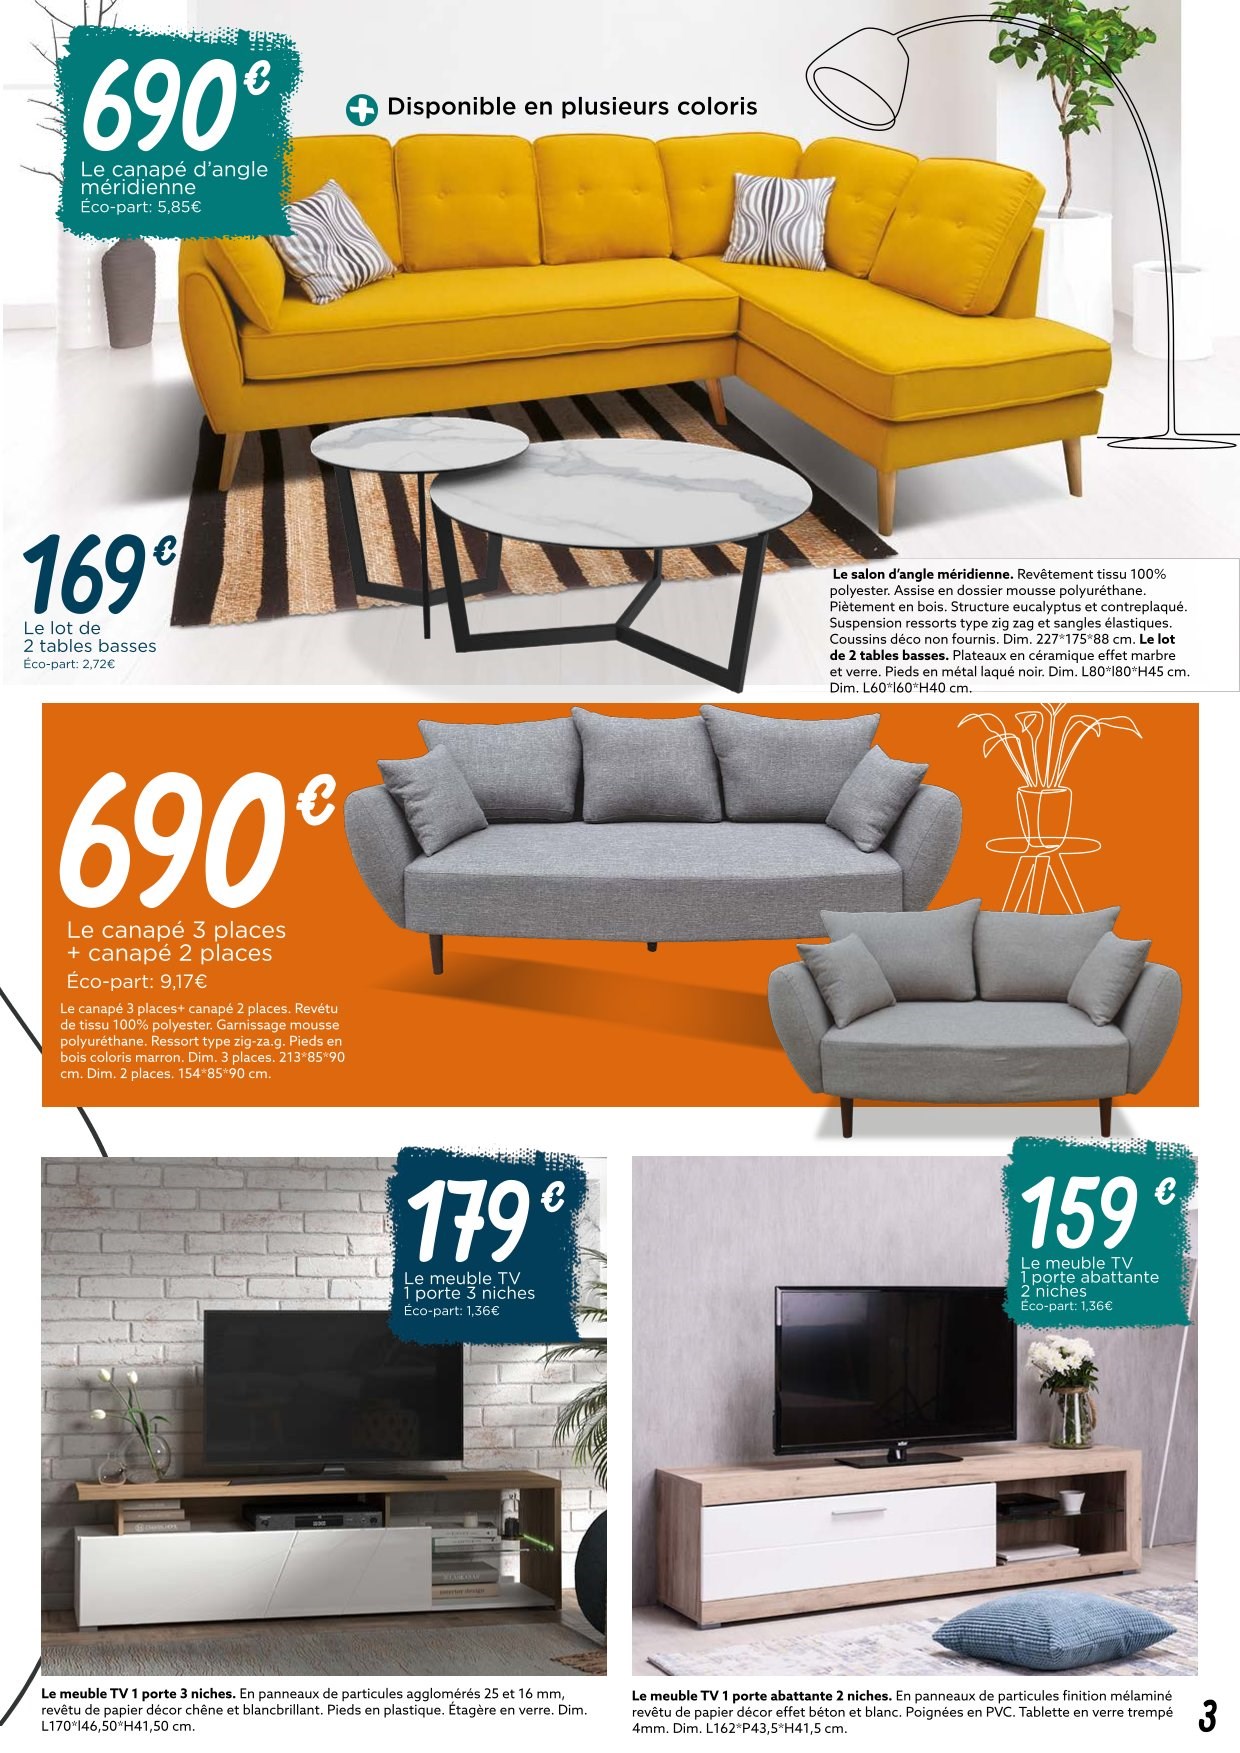 690€
Le canapé d’angle
méridienne
Éco-part: 5,85€
+ Disponible en plusieurs coloris
169€
Le lot de
2 tables basses
Éco-part: 2,72€
Le salon d’angle méridienne. Revêtement tissu 100%
polyester. Assise en dossier mousse polyuréthane.
Piètement en bois. Structure eucalyptus et contreplaqué.
Suspension ressorts type zig zag et sangles élastiques.
Coussins déco non fournis. Dim. 227*175*88 cm. Le lot
de 2 tables basses. Plateaux en céramique effet marbre
et verre. Pieds en métal laqué noir. Dim. L80*l80*H45 cm.
Dim. L60*l60*H40 cm.
690€
Le canapé 3 places
+ canapé 2 places
Éco-part: 9,17€
Le canapé 3 places+ canapé 2 places. Revétu
de tissu 100% polyester. Garnissage mousse
polyuréthane. Ressort type zig-za.g. Pieds en
bois coloris marron. Dim. 3 places. 213*85*90
cm. Dim. 2 places. 154*85*90 cm.
179€
Le meuble TV
1 porte 3 niches
Éco-part: 1,36€
159€
Le meuble TV
1 porte abattante
2 niches
Éco-part: 1,36€
Le meuble TV 1 porte 3 niches. En panneaux de particules agglomérés 25 et 16 mm,
revêtu de papier décor chêne et blancbrillant. Pieds en plastique. Étagère en verre. Dim.
L170*l46,50*H41,50 cm.
Le meuble TV 1 porte abattante 2 niches. En panneaux de particules finition mélaminé
revêtu de papier décor effet béton et blanc. Poignées en PVC. Tablette en verre trempé
4mm. Dim. L162*P43,5*H41,5 cm.
3